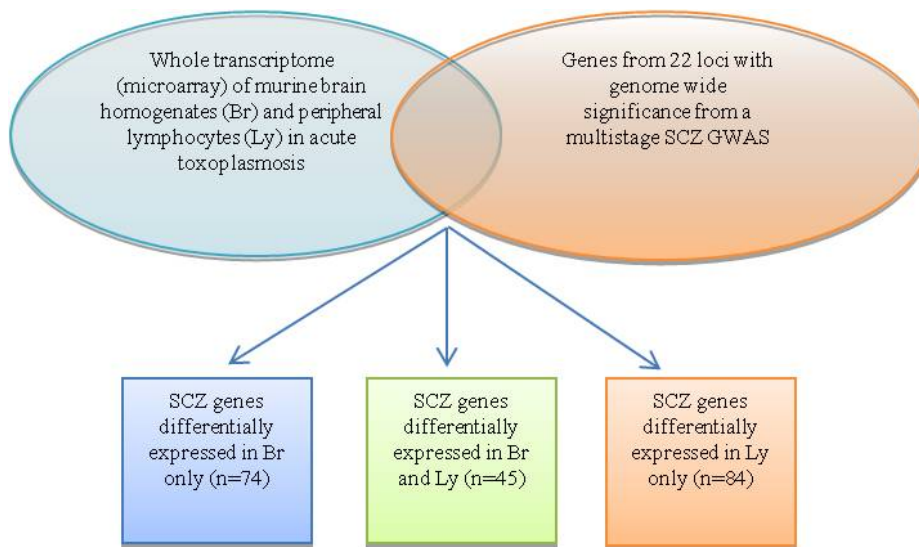 Whole transcriptome
(microarray) of murine brain
homogenates (Br) and peripheral
lymphocytes (Ly) in acute
toxoplasmosis
Genes from 22 loci with
genome wide
significance from a
multistage SCZ GWAS
SCZ genes
differentially
expressed in Br
only (n=74)
SCZ genes
differentially
expressed in Br
and Ly (n=45)
SCZ genes
differentially
expressed in Ly
only (n=84)